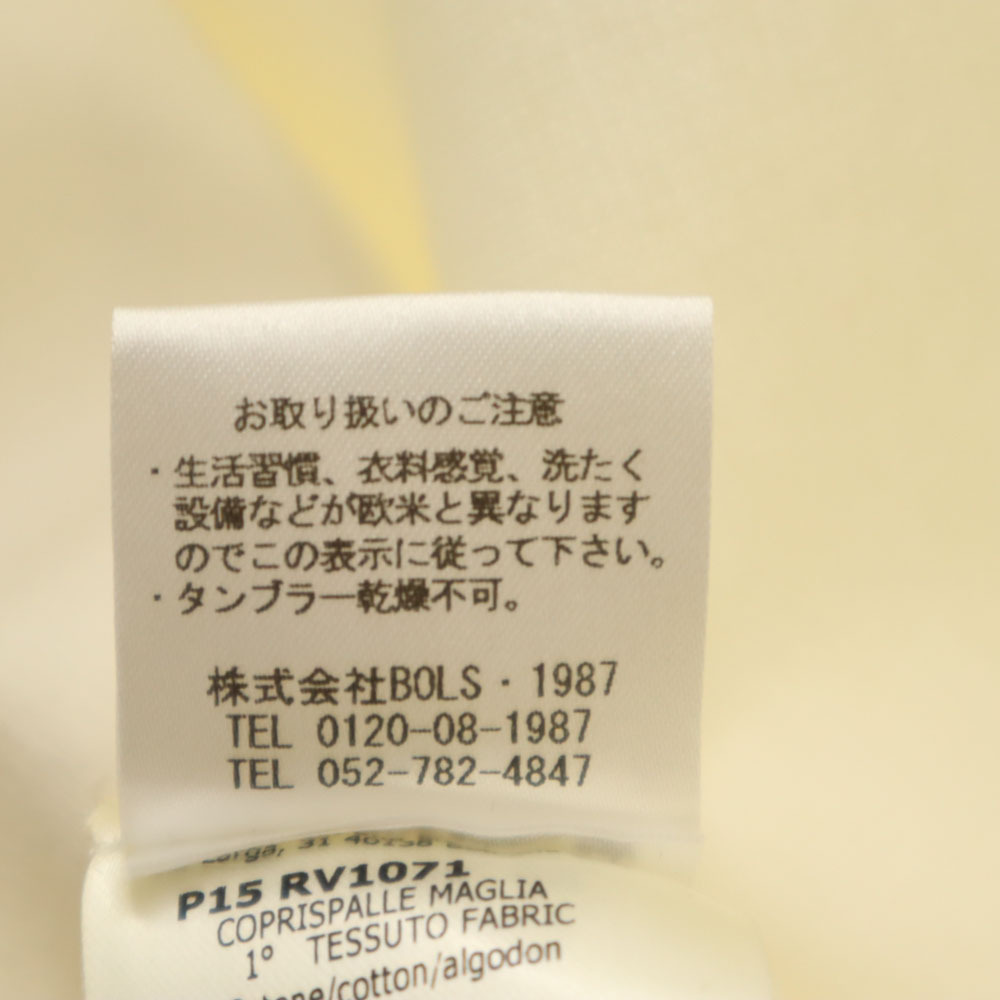 お取り扱いのご注意
・生活習慣、衣料感覚、洗たく
設備などが欧米と異なります
のでこの表示に従って下さい。
・タンブラー乾燥不可。
株式会社BOLS・1987
TEL 0120-08-1987
TEL 052-782-4847
31
P15 RV1071
COPRISPALLE MAGLIA
1° TESSUTO FABRIC
/cotton/algodon